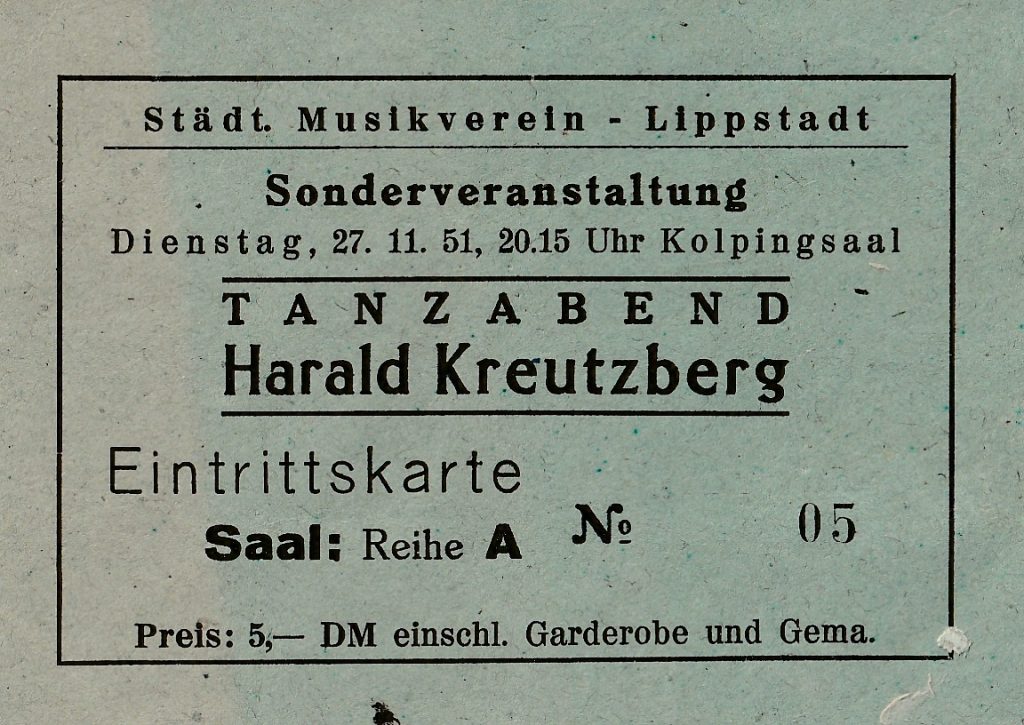 Städt. Musikverein - Lippstadt
Sonderveranstaltung
Dienstag, 27. 11. 51, 20.15 Uhr Kolpingsaal
TANZABEND
Harald Kreutzberg
Eintrittskarte
Saal: Reihe A № 05
Preis: 5,— DM einschl. Garderobe und Gema.